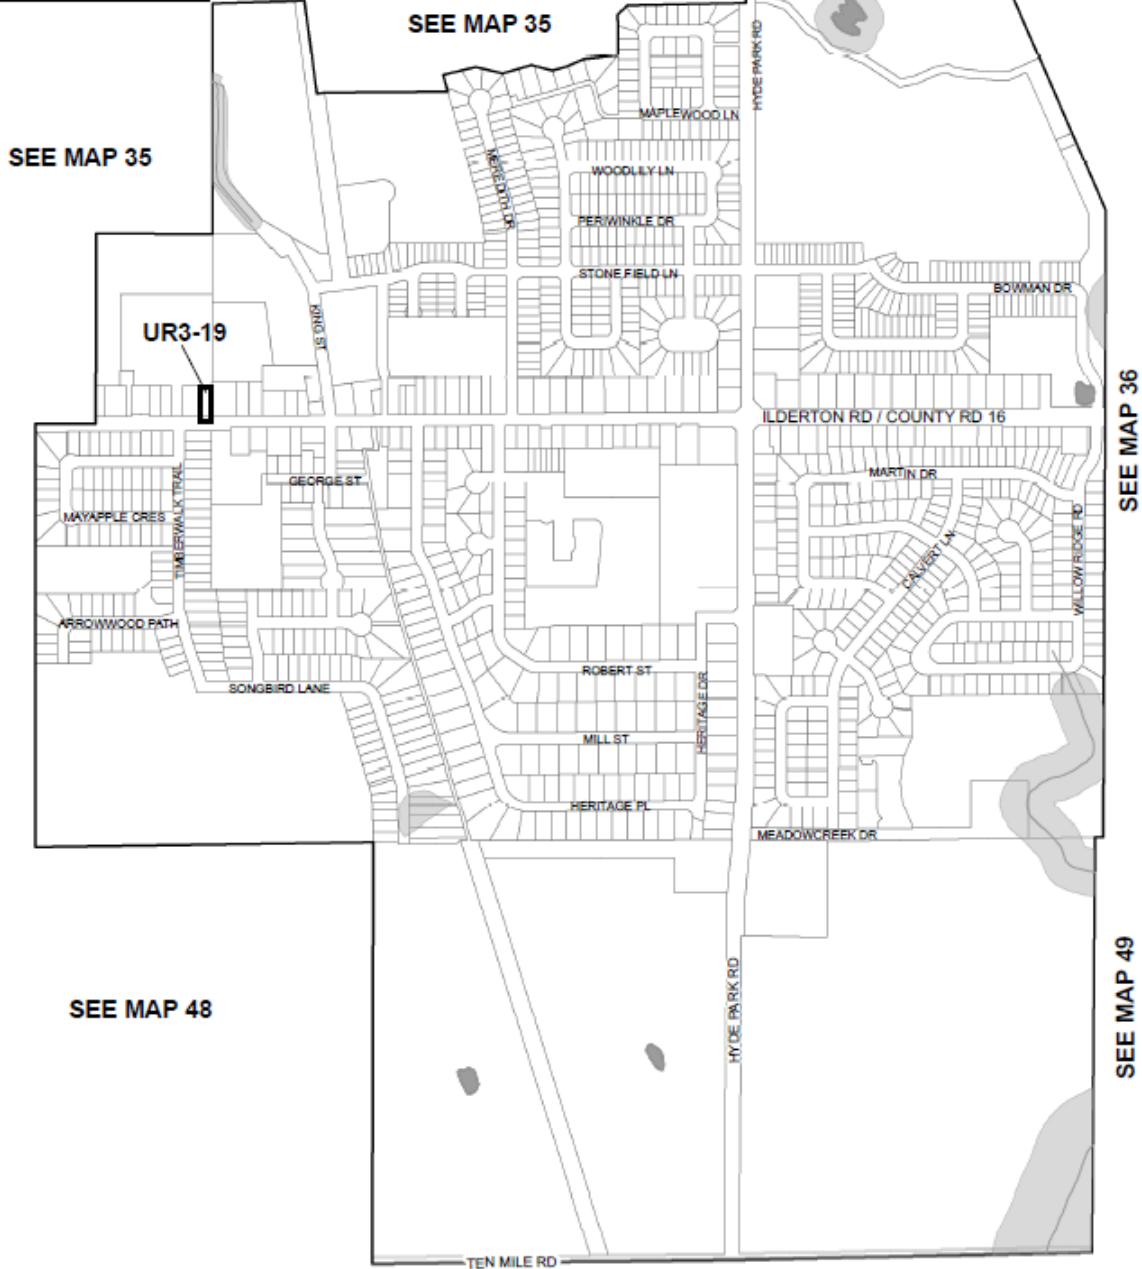 SEE MAP 35
HYDE PARK RD
MAPLEWOOD LN
SEE MAP 35
MEREDITH DR
WOODLILY LN
PERIWINKLE DR
STONEFIELD LN
BOWMAN DR
KING ST
UR3-19
SEE MAP 36
ILDERTON RD / COUNTY RD 16
GEORGE ST
MARTIN DR
MAYAPPLE CRES
TIMBERWALK TRAIL
CALVERT LN
WILLOW RIDGE RD
ARROWWOOD PATH
ROBERT ST
SONGBIRD LANE
HERITAGE DR
MILL ST
HERITAGE PL
MEADOWCREEK DR
SEE MAP 48
HYDE PARK RD
SEE MAP 49
TEN MILE RD